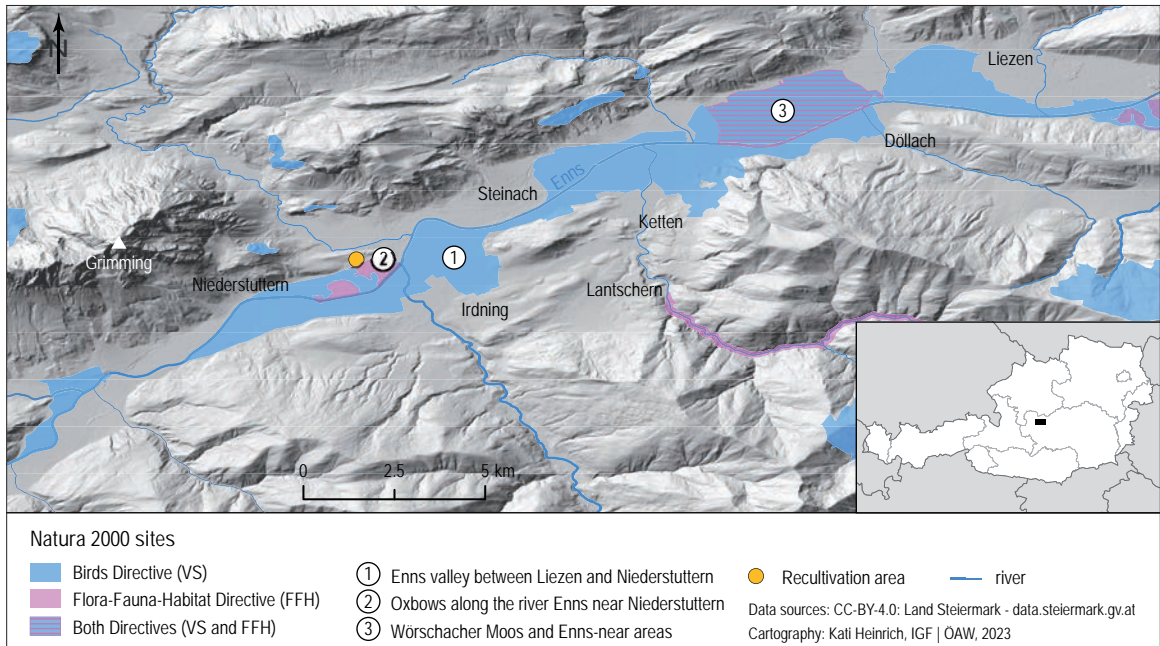 N
Liezen
3
Döllach
Steinach
Enns
Ketten
Grimming
2
1
Niederstuttern
Lantschern
Irdning
0 2.5 5 km
Natura 2000 sites
Birds Directive (VS)
Flora-Fauna-Habitat Directive (FFH)
Both Directives (VS and FFH)
1 Enns valley between Liezen and Niederstuttern
2 Oxbows along the river Enns near Niederstuttern
3 Wörschacher Moos and Enns-near areas
Recultivation area
river
Data sources: CC-BY-4.0: Land Steiermark - data.steiermark.gv.at
Cartography: Kati Heinrich, IGF | ÖAW, 2023